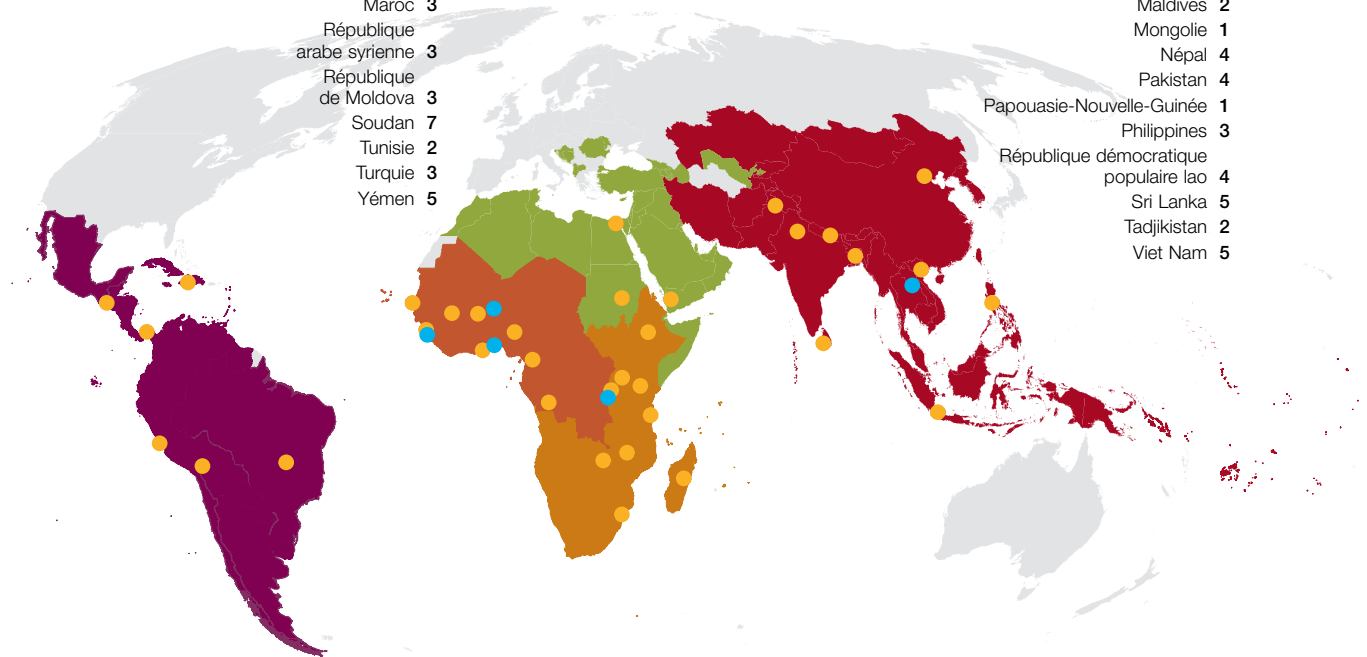 Maroc 3
République
arabe syrienne 3
République
de Moldova 3
Soudan 7
Tunisie 2
Turquie 3
Yémen 5
Maldives 2
Mongolie 1
Népal 4
Pakistan 4
Papouasie-Nouvelle-Guinée 1
Philippines 3
République démocratique
populaire lao 4
Sri Lanka 5
Tadjikistan 2
Viet Nam 5